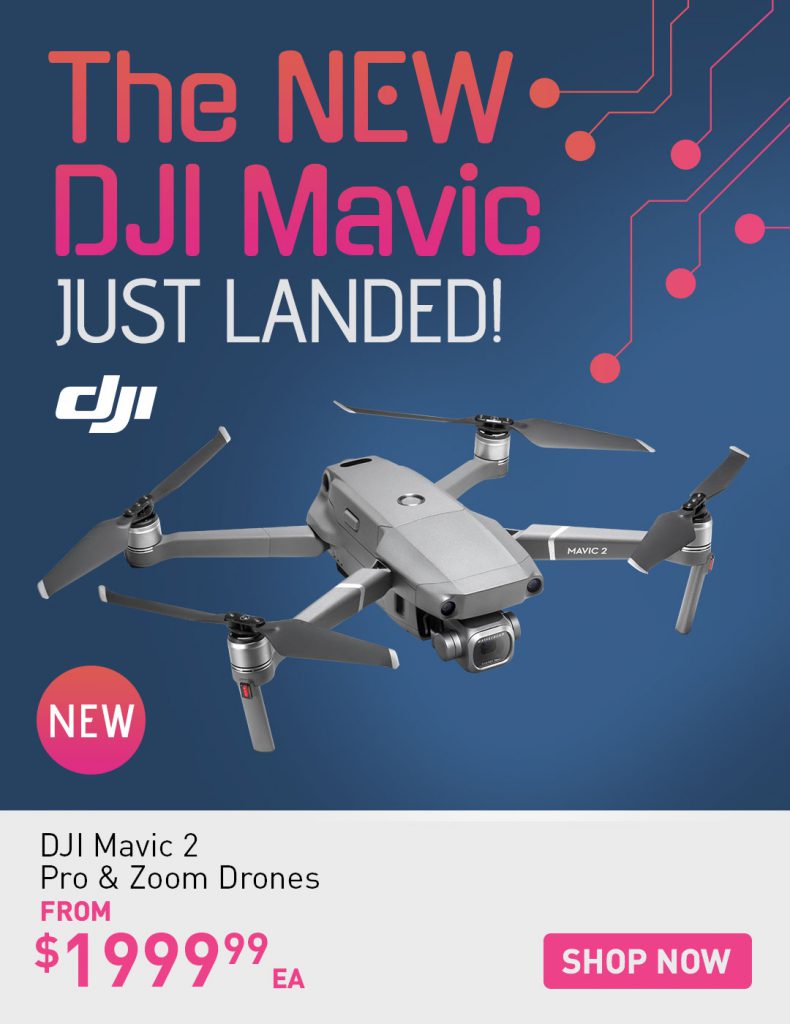 The NEW
DJI Mavic
JUST LANDED!
dji
MAVIC 2
HASSELBLAD
NEW
DJI Mavic 2
Pro & Zoom Drones
FROM
$1999.99 EA
SHOP NOW